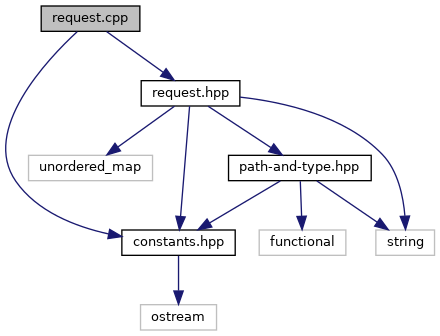 request.cpp
request.hpp
unordered_map
path-and-type.hpp
constants.hpp
functional
string
ostream